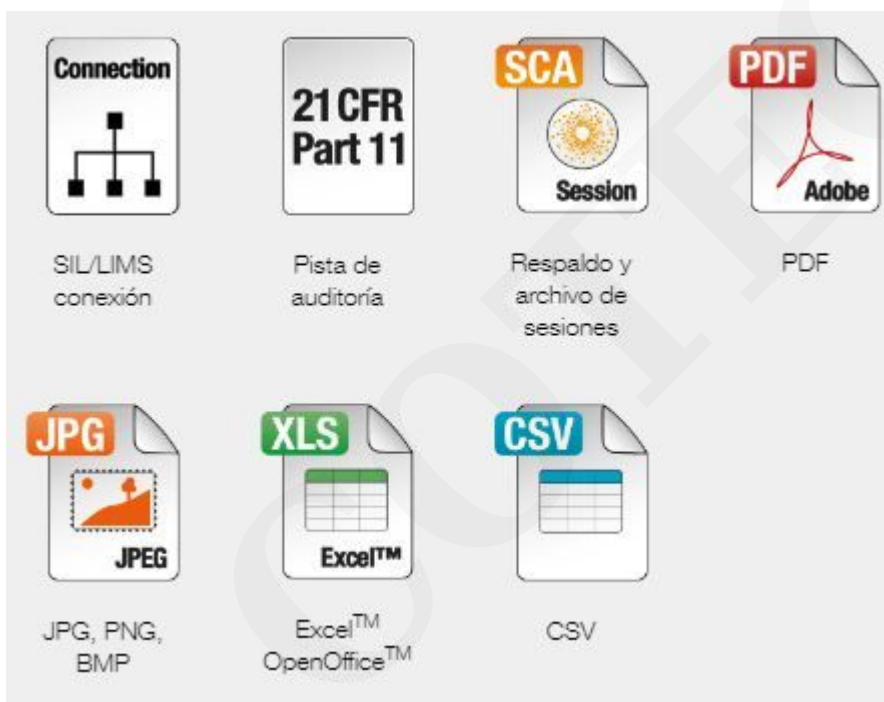 Connection
21 CFR
Part 11
SCA
Session
PDF
Adobe
SIL/LIMS
conexión
Pista de
auditoría
Respaldo y
archivo de
sesiones
PDF
JPG
JPEG
XLS
Excel™
CSV
JPG, PNG,
BMP
Excel™
OpenOffice™
CSV